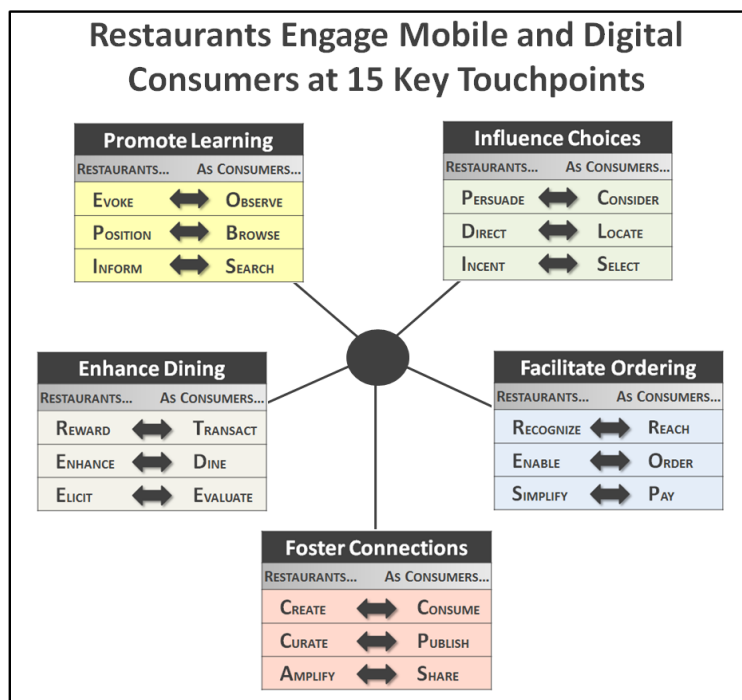 Restaurants Engage Mobile and Digital
Consumers at 15 Key Touchpoints
Promote Learning
RESTAURANTS... AS CONSUMERS...
EVOKE OBSERVE
POSITION BROWSE
INFORM SEARCH
Influence Choices
RESTAURANTS... AS CONSUMERS...
PERSUADE CONSIDER
DIRECT LOCATE
INCENT SELECT
Enhance Dining
RESTAURANTS... AS CONSUMERS...
REWARD TRANSACT
ENHANCE DINE
ELICIT EVALUATE
Facilitate Ordering
RESTAURANTS... AS CONSUMERS...
RECOGNIZE REACH
ENABLE ORDER
SIMPLIFY PAY
Foster Connections
RESTAURANTS... AS CONSUMERS...
CREATE CONSUME
CURATE PUBLISH
AMPLIFY SHARE